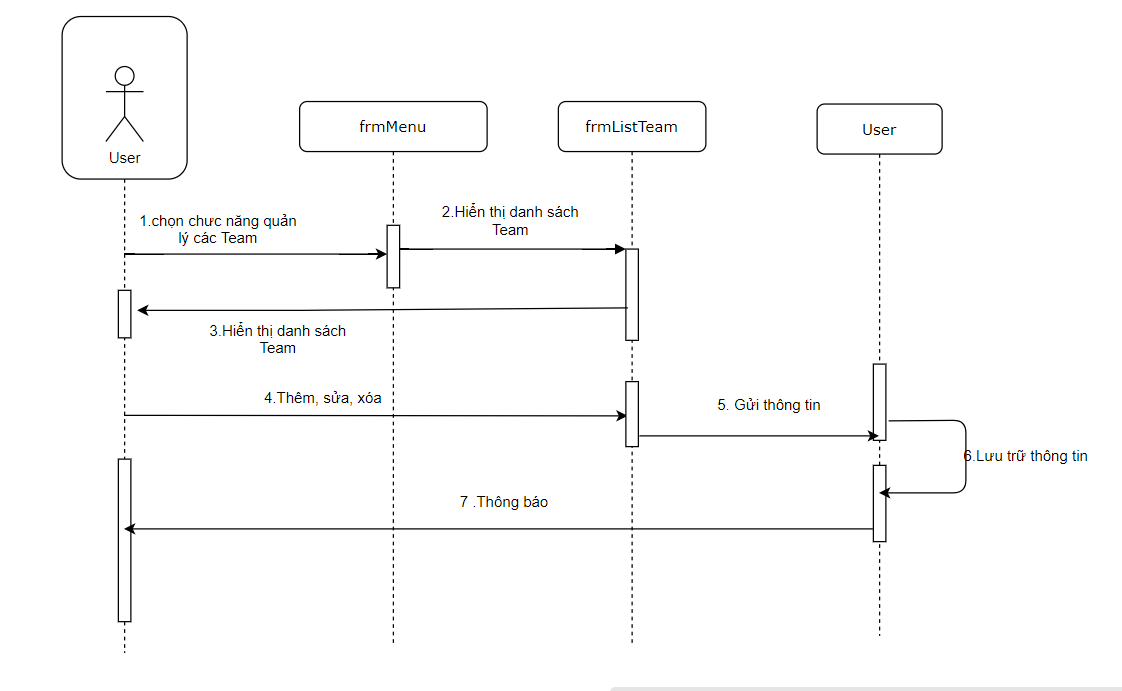 User
frmMenu
frmListTeam
User
1.chọn chưc năng quản
lý các Team
2.Hiển thị danh sách
Team
3.Hiển thị danh sách
Team
4.Thêm, sửa, xóa
5. Gửi thông tin
6.Lưu trữ thông tin
7 .Thông báo